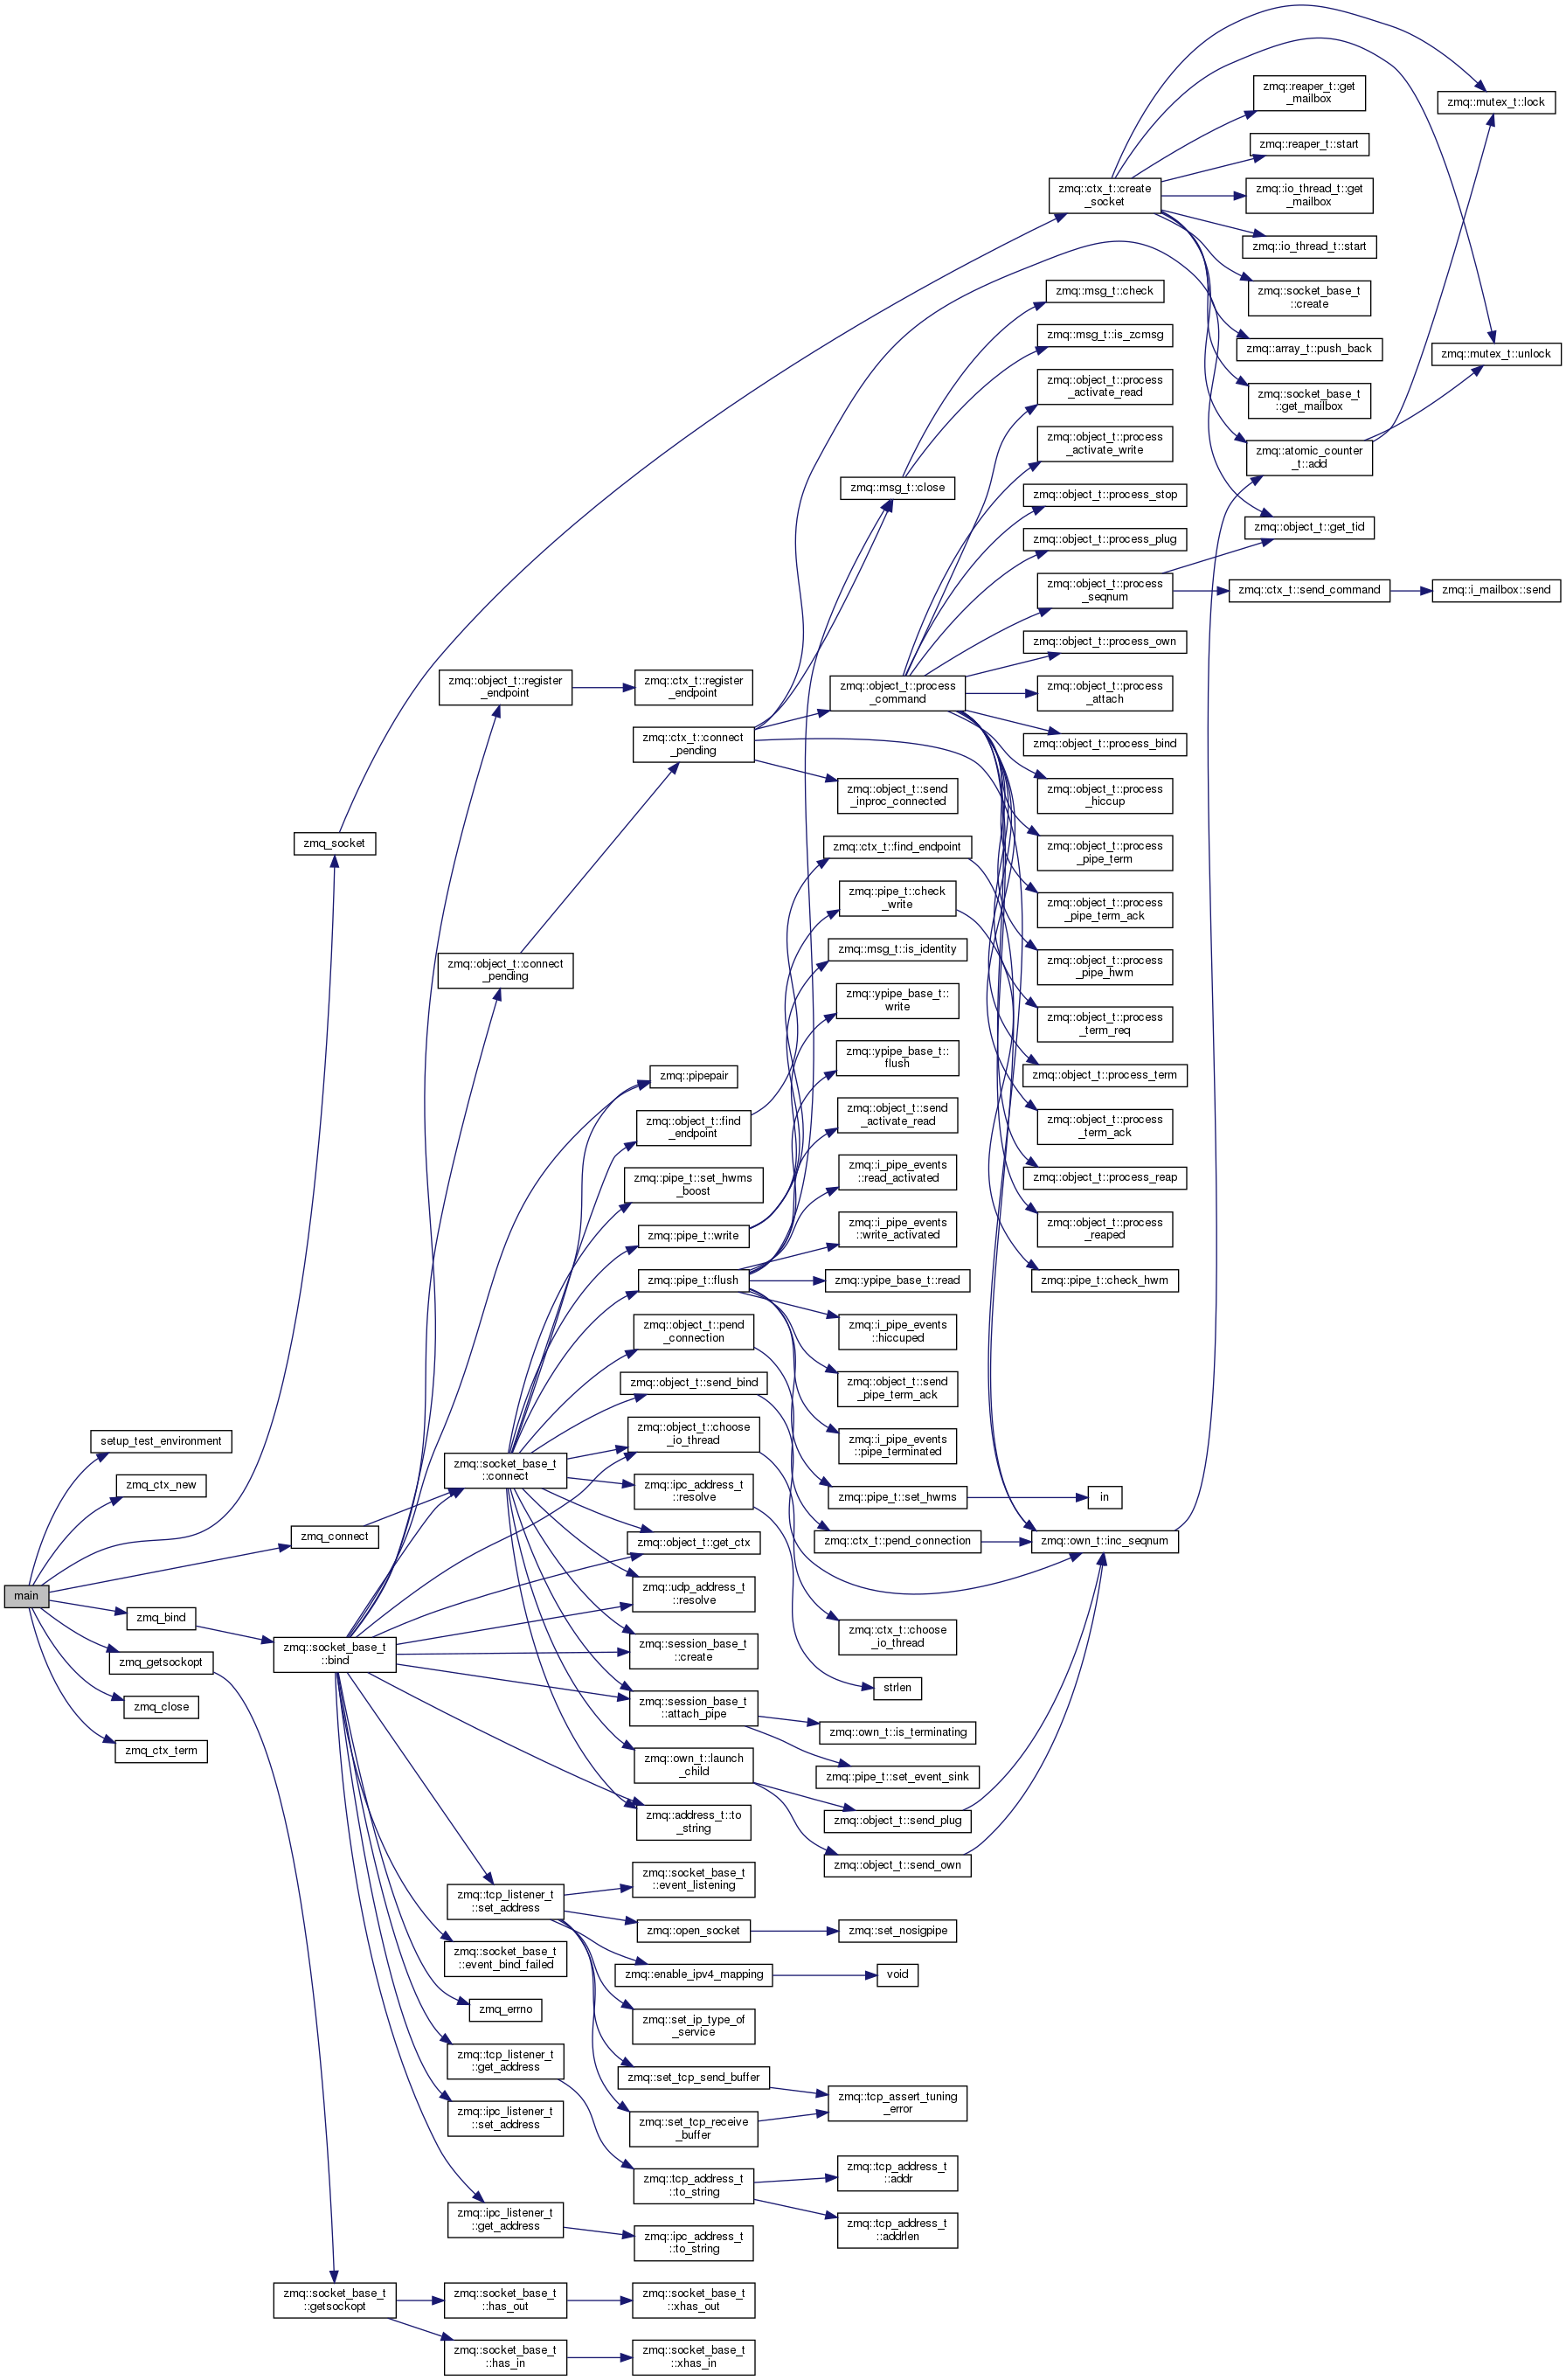 main
setup_test_environment
zmq_ctx_new
zmq_socket
zmq_connect
zmq_bind
zmq_getsockopt
zmq_close
zmq_ctx_term
zmq::socket_base_t
::bind
zmq::socket_base_t
::getsockopt
zmq::object_t::register
_endpoint
zmq::object_t::connect
_pending
zmq::socket_base_t
::connect
zmq::tcp_listener_t
::set_address
zmq::socket_base_t
::event_bind_failed
zmq_errno
zmq::tcp_listener_t
::get_address
zmq::ipc_listener_t
::set_address
zmq::ipc_listener_t
::get_address
zmq::socket_base_t
::has_out
zmq::socket_base_t
::has_in
zmq::ctx_t::register
_endpoint
zmq::ctx_t::connect
_pending
zmq::pipepair
zmq::object_t::find
_endpoint
zmq::pipe_t::set_hwms
_boost
zmq::pipe_t::write
zmq::pipe_t::flush
zmq::object_t::pend
_connection
zmq::object_t::send_bind
zmq::object_t::choose
_io_thread
zmq::ipc_address_t
::resolve
zmq::object_t::get_ctx
zmq::udp_address_t
::resolve
zmq::session_base_t
::create
zmq::session_base_t
::attach_pipe
zmq::own_t::launch
_child
zmq::address_t::to
_string
zmq::socket_base_t
::event_listening
zmq::open_socket
zmq::enable_ipv4_mapping
zmq::set_ip_type_of
_service
zmq::set_tcp_send_buffer
zmq::set_tcp_receive
_buffer
zmq::tcp_address_t
::to_string
zmq::ipc_address_t
::to_string
zmq::socket_base_t
::xhas_out
zmq::socket_base_t
::xhas_in
zmq::msg_t::close
zmq::object_t::process
_command
zmq::object_t::send
_inproc_connected
zmq::ctx_t::find_endpoint
zmq::pipe_t::check
_write
zmq::msg_t::is_identity
zmq::ypipe_base_t::
write
zmq::ypipe_base_t::
flush
zmq::object_t::send
_activate_read
zmq::i_pipe_events
::read_activated
zmq::i_pipe_events
::write_activated
zmq::ypipe_base_t::read
zmq::i_pipe_events
::hiccuped
zmq::object_t::send
_pipe_term_ack
zmq::i_pipe_events
::pipe_terminated
zmq::pipe_t::set_hwms
zmq::ctx_t::pend_connection
zmq::ctx_t::choose
_io_thread
strlen
zmq::own_t::is_terminating
zmq::pipe_t::set_event_sink
zmq::object_t::send_plug
zmq::object_t::send_own
zmq::set_nosigpipe
void
zmq::tcp_assert_tuning
_error
zmq::tcp_address_t
::addr
zmq::tcp_address_t
::addrlen
zmq::ctx_t::create
_socket
zmq::msg_t::check
zmq::msg_t::is_zcmsg
zmq::object_t::process
_activate_read
zmq::object_t::process
_activate_write
zmq::object_t::process_stop
zmq::object_t::process_plug
zmq::object_t::process
_seqnum
zmq::object_t::process_own
zmq::object_t::process
_attach
zmq::object_t::process_bind
zmq::object_t::process
_hiccup
zmq::object_t::process
_pipe_term
zmq::object_t::process
_pipe_term_ack
zmq::object_t::process
_pipe_hwm
zmq::object_t::process
_term_req
zmq::object_t::process_term
zmq::object_t::process
_term_ack
zmq::object_t::process_reap
zmq::object_t::process
_reaped
zmq::pipe_t::check_hwm
in
zmq::own_t::inc_seqnum
zmq::reaper_t::get
_mailbox
zmq::reaper_t::start
zmq::io_thread_t::get
_mailbox
zmq::io_thread_t::start
zmq::socket_base_t
::create
zmq::array_t::push_back
zmq::socket_base_t
::get_mailbox
zmq::atomic_counter
_t::add
zmq::object_t::get_tid
zmq::ctx_t::send_command
zmq::mutex_t::lock
zmq::mutex_t::unlock
zmq::i_mailbox::send